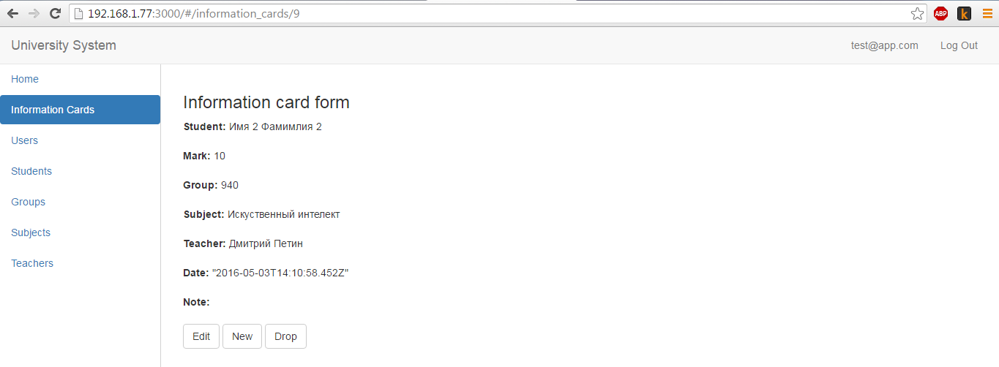 192.168.1.77:3000/#/information_cards/9
ABP
k
University System
test@app.com
Log Out
Home
Information Cards
Users
Students
Groups
Subjects
Teachers
Information card form
Student: Имя 2 Фамимлия 2
Mark: 10
Group: 940
Subject: Искуственный интелект
Teacher: Дмитрий Петин
Date: "2016-05-03T14:10:58.452Z"
Note:
Edit
New
Drop